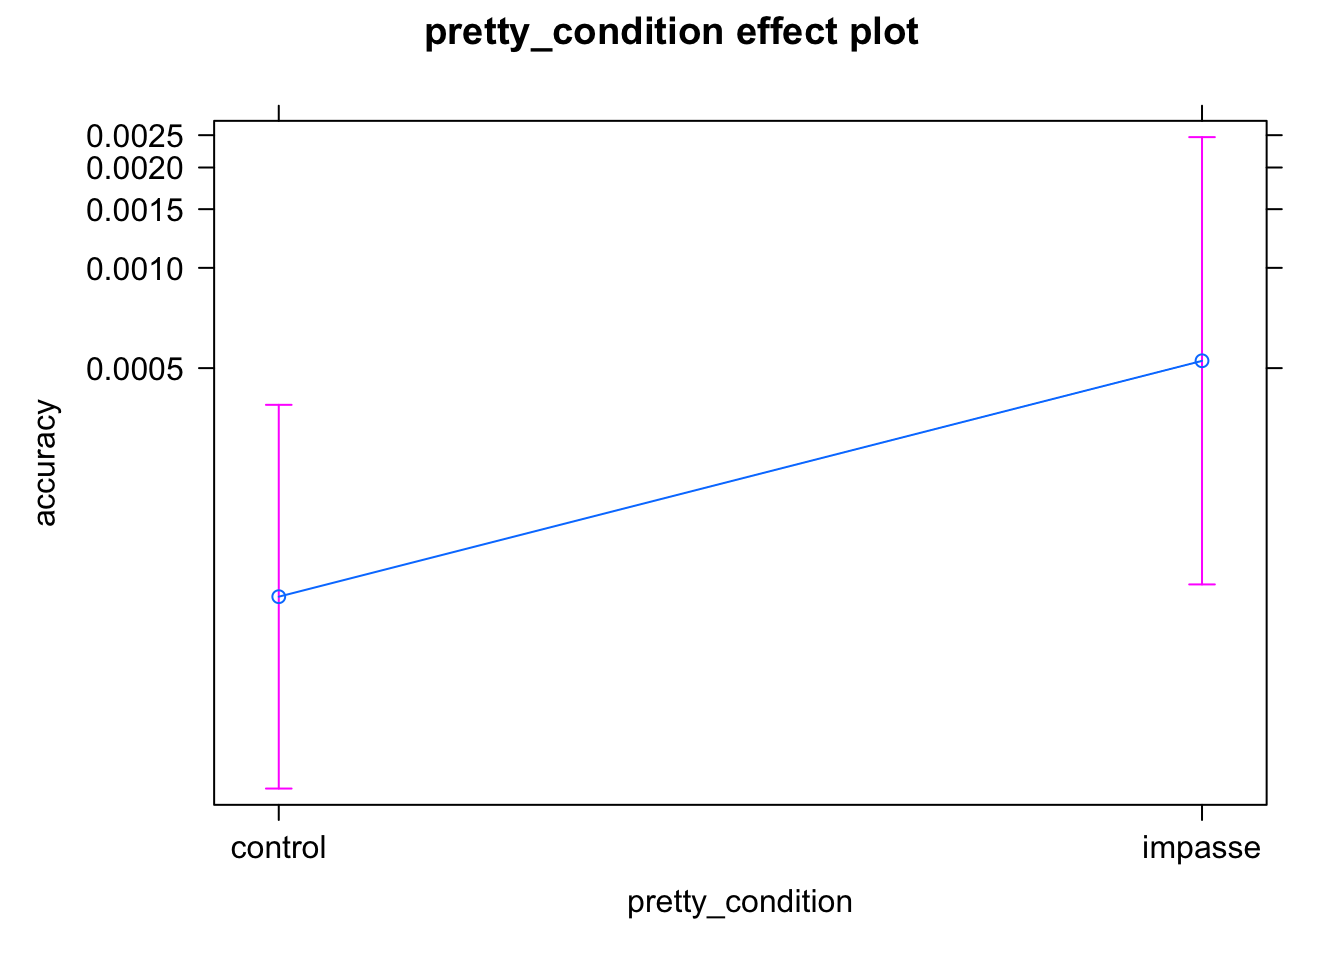 pretty_condition effect plot
0.0025
0.0020
0.0015
0.0010
0.0005
accuracy
control
impasse
pretty_condition